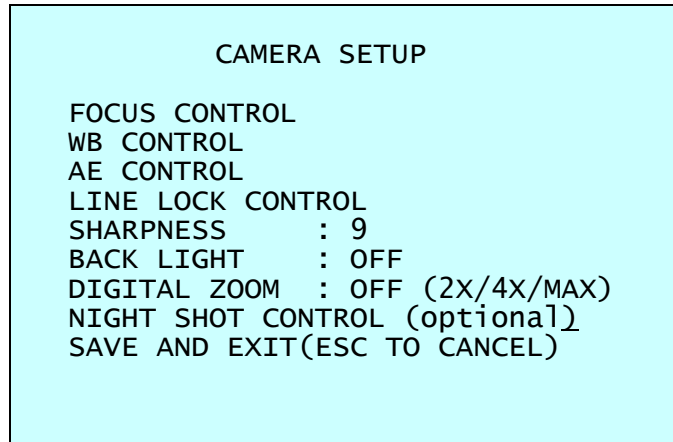 CAMERA SETUP
FOCUS CONTROL
WB CONTROL
AE CONTROL
LINE LOCK CONTROL
SHARPNESS : 9
BACK LIGHT : OFF
DIGITAL ZOOM : OFF (2X/4X/MAX)
NIGHT SHOT CONTROL (optional)
SAVE AND EXIT(ESC TO CANCEL)